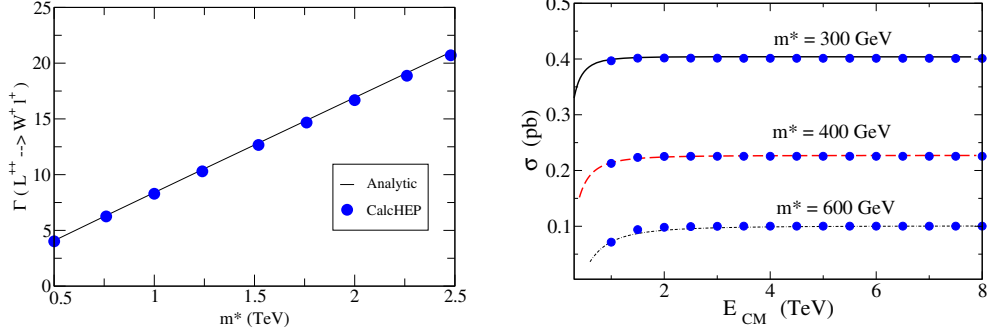 25
20
15
10
5
0
Γ ( L⁺⁺ --> W⁺ l⁺ )
0.5 1 1.5 2 2.5
m* (TeV)
Analytic
CalcHEP
0.5
0.4
0.3
0.2
0.1
σ (pb)
m* = 300 GeV
m* = 400 GeV
m* = 600 GeV
2 4 6 8
E_CM (TeV)